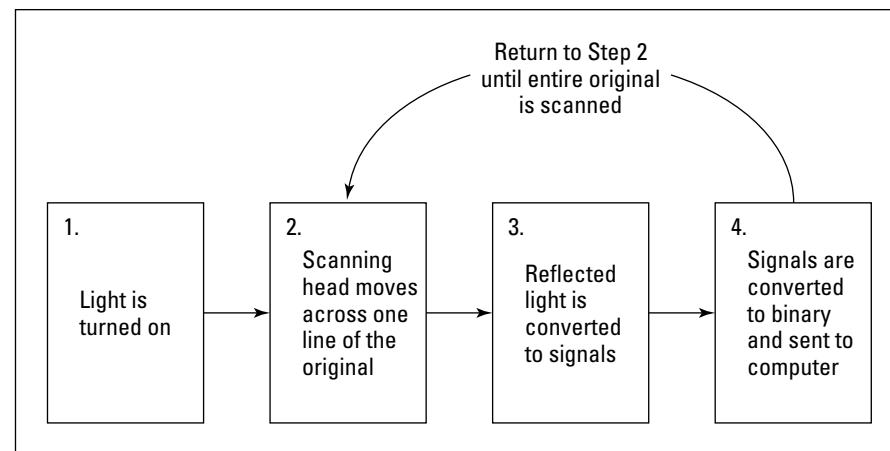 Return to Step 2
until entire original
is scanned
1.
Light is
turned on
2.
Scanning
head moves
across one
line of the
original
3.
Reflected
light is
converted
to signals
4.
Signals are
converted
to binary
and sent to
computer